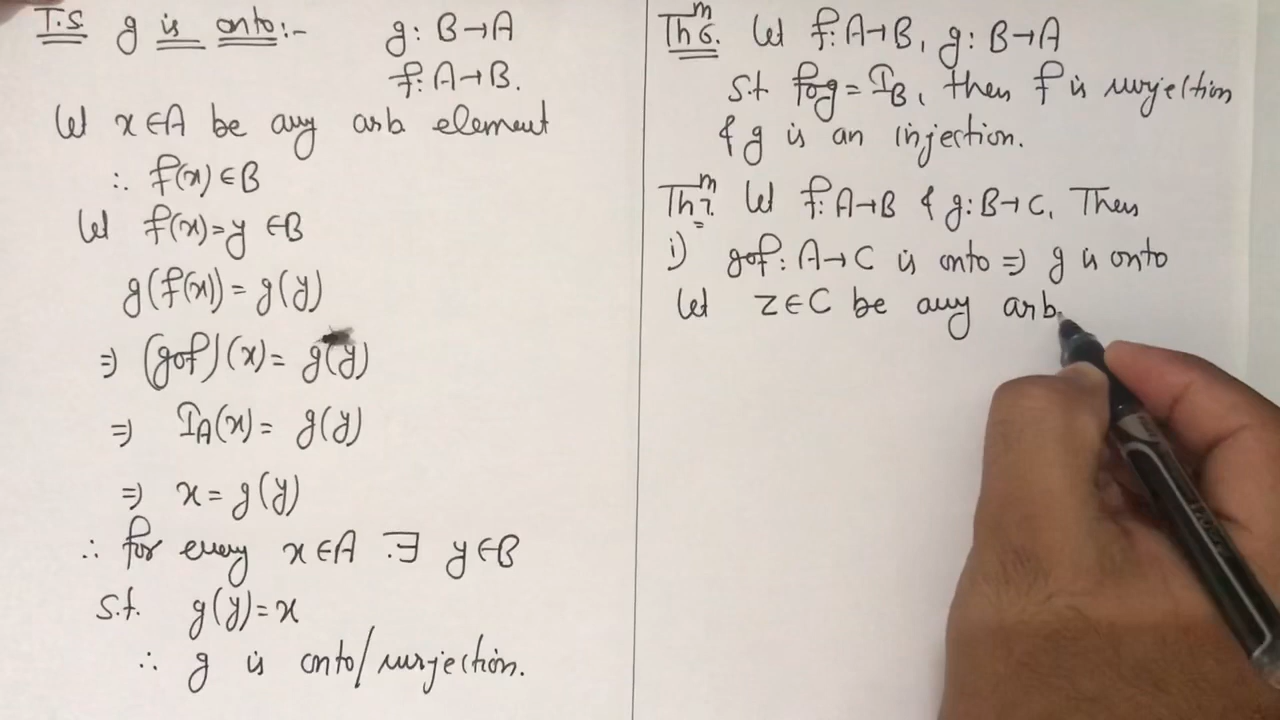 T.S g is onto:-
g: B→A
f: A→B.
Let x∈A be any arb element
∴ f(x)∈B
Let f(x)=y ∈B
g(f(x))= g(y)
⇒ (gof)(x)= g(y)
⇒ I_A(x)= g(y)
⇒ x= g(y)
∴ for every x∈A ∃ y∈B
s.t. g(y)=x
∴ g is onto/surjection.
Th^m 6. Let f: A→B, g: B→A
s.t fog=I_B, then f is surjection
& g is an injection.
Th^m 7. Let f: A→B & g: B→C. Then
i) gof: A→C is onto ⇒ g is onto
Let z∈C be any arb